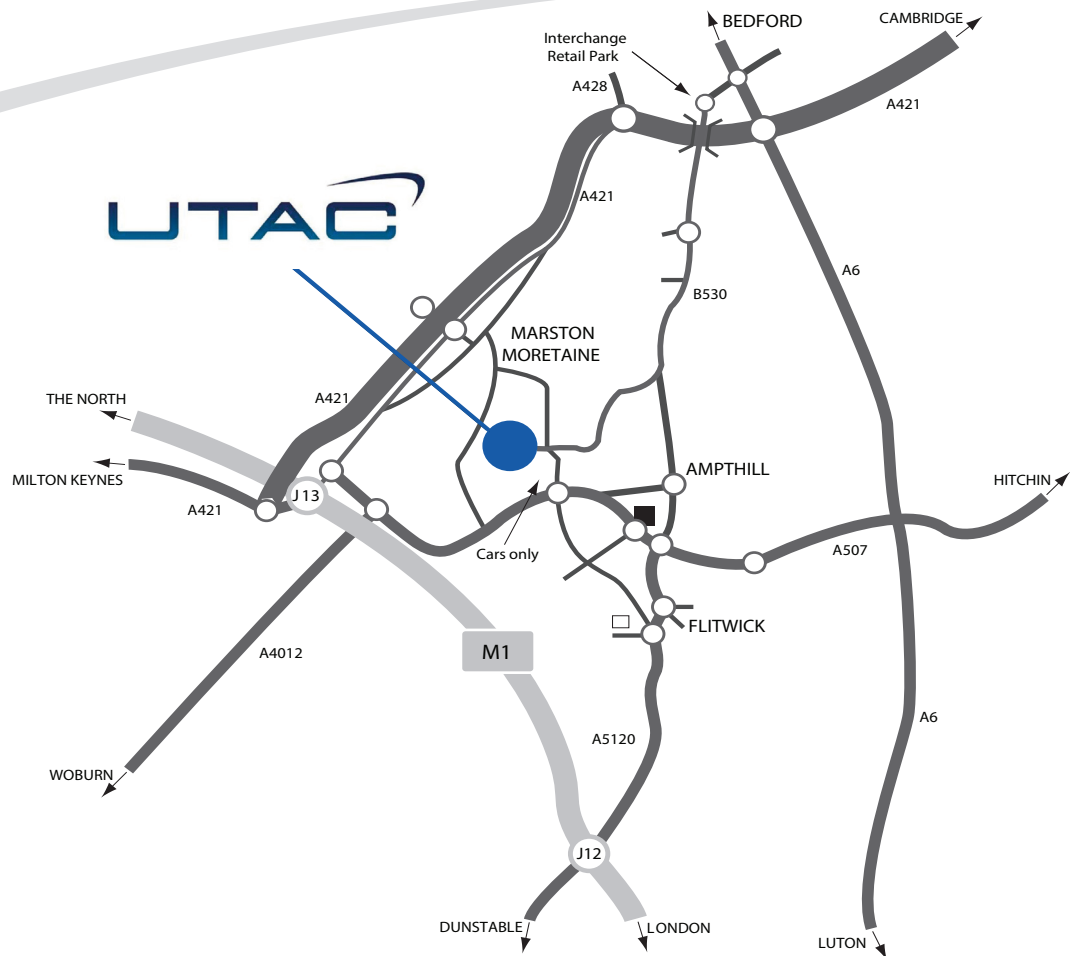 BEDFORD
CAMBRIDGE
Interchange
Retail Park
A428
A421
UTAC
A421
A6
B530
MARSTON
MORETAINE
A421
THE NORTH
MILTON KEYNES
J13
A421
AMPTHILL
HITCHIN
Cars only
A507
FLITWICK
M1
A4012
A5120
A6
WOBURN
J12
DUNSTABLE
LONDON
LUTON